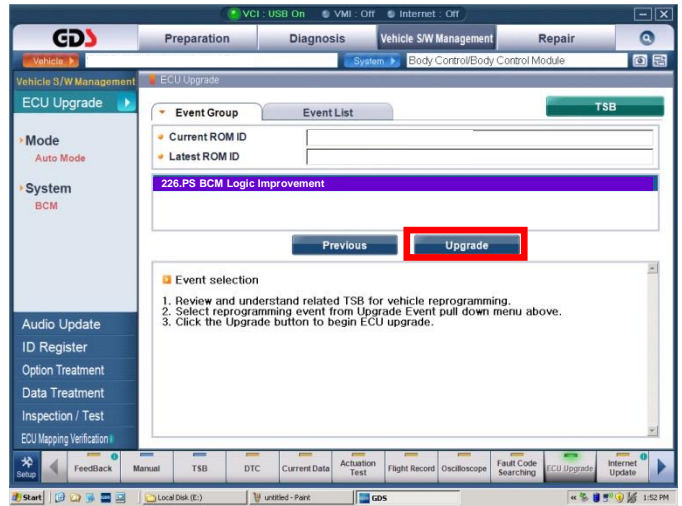 VCI : USB On VMI : Off Internet : Off
GDS Preparation Diagnosis Vehicle S/W Management Repair
Vehicle System Body Control/Body Control Module
Vehicle S/W Management ECU Upgrade
ECU Upgrade
Event Group Event List TSB
Mode
Auto Mode
System
BCM
Current ROM ID
Latest ROM ID
226.PS BCM Logic Improvement
Previous Upgrade
Event selection
1. Review and understand related TSB for vehicle reprogramming.
2. Select reprogramming event from Upgrade Event pull down menu above.
3. Click the Upgrade button to begin ECU upgrade.
Audio Update
ID Register
Option Treatment
Data Treatment
Inspection / Test
ECU Mapping Verification
Setup FeedBack Manual TSB DTC Current Data Actuation Test Flight Record Oscilloscope Fault Code Searching ECU Upgrade Internet Update
Start Local Disk (E:) untitled - Paint GDS 1:52 PM